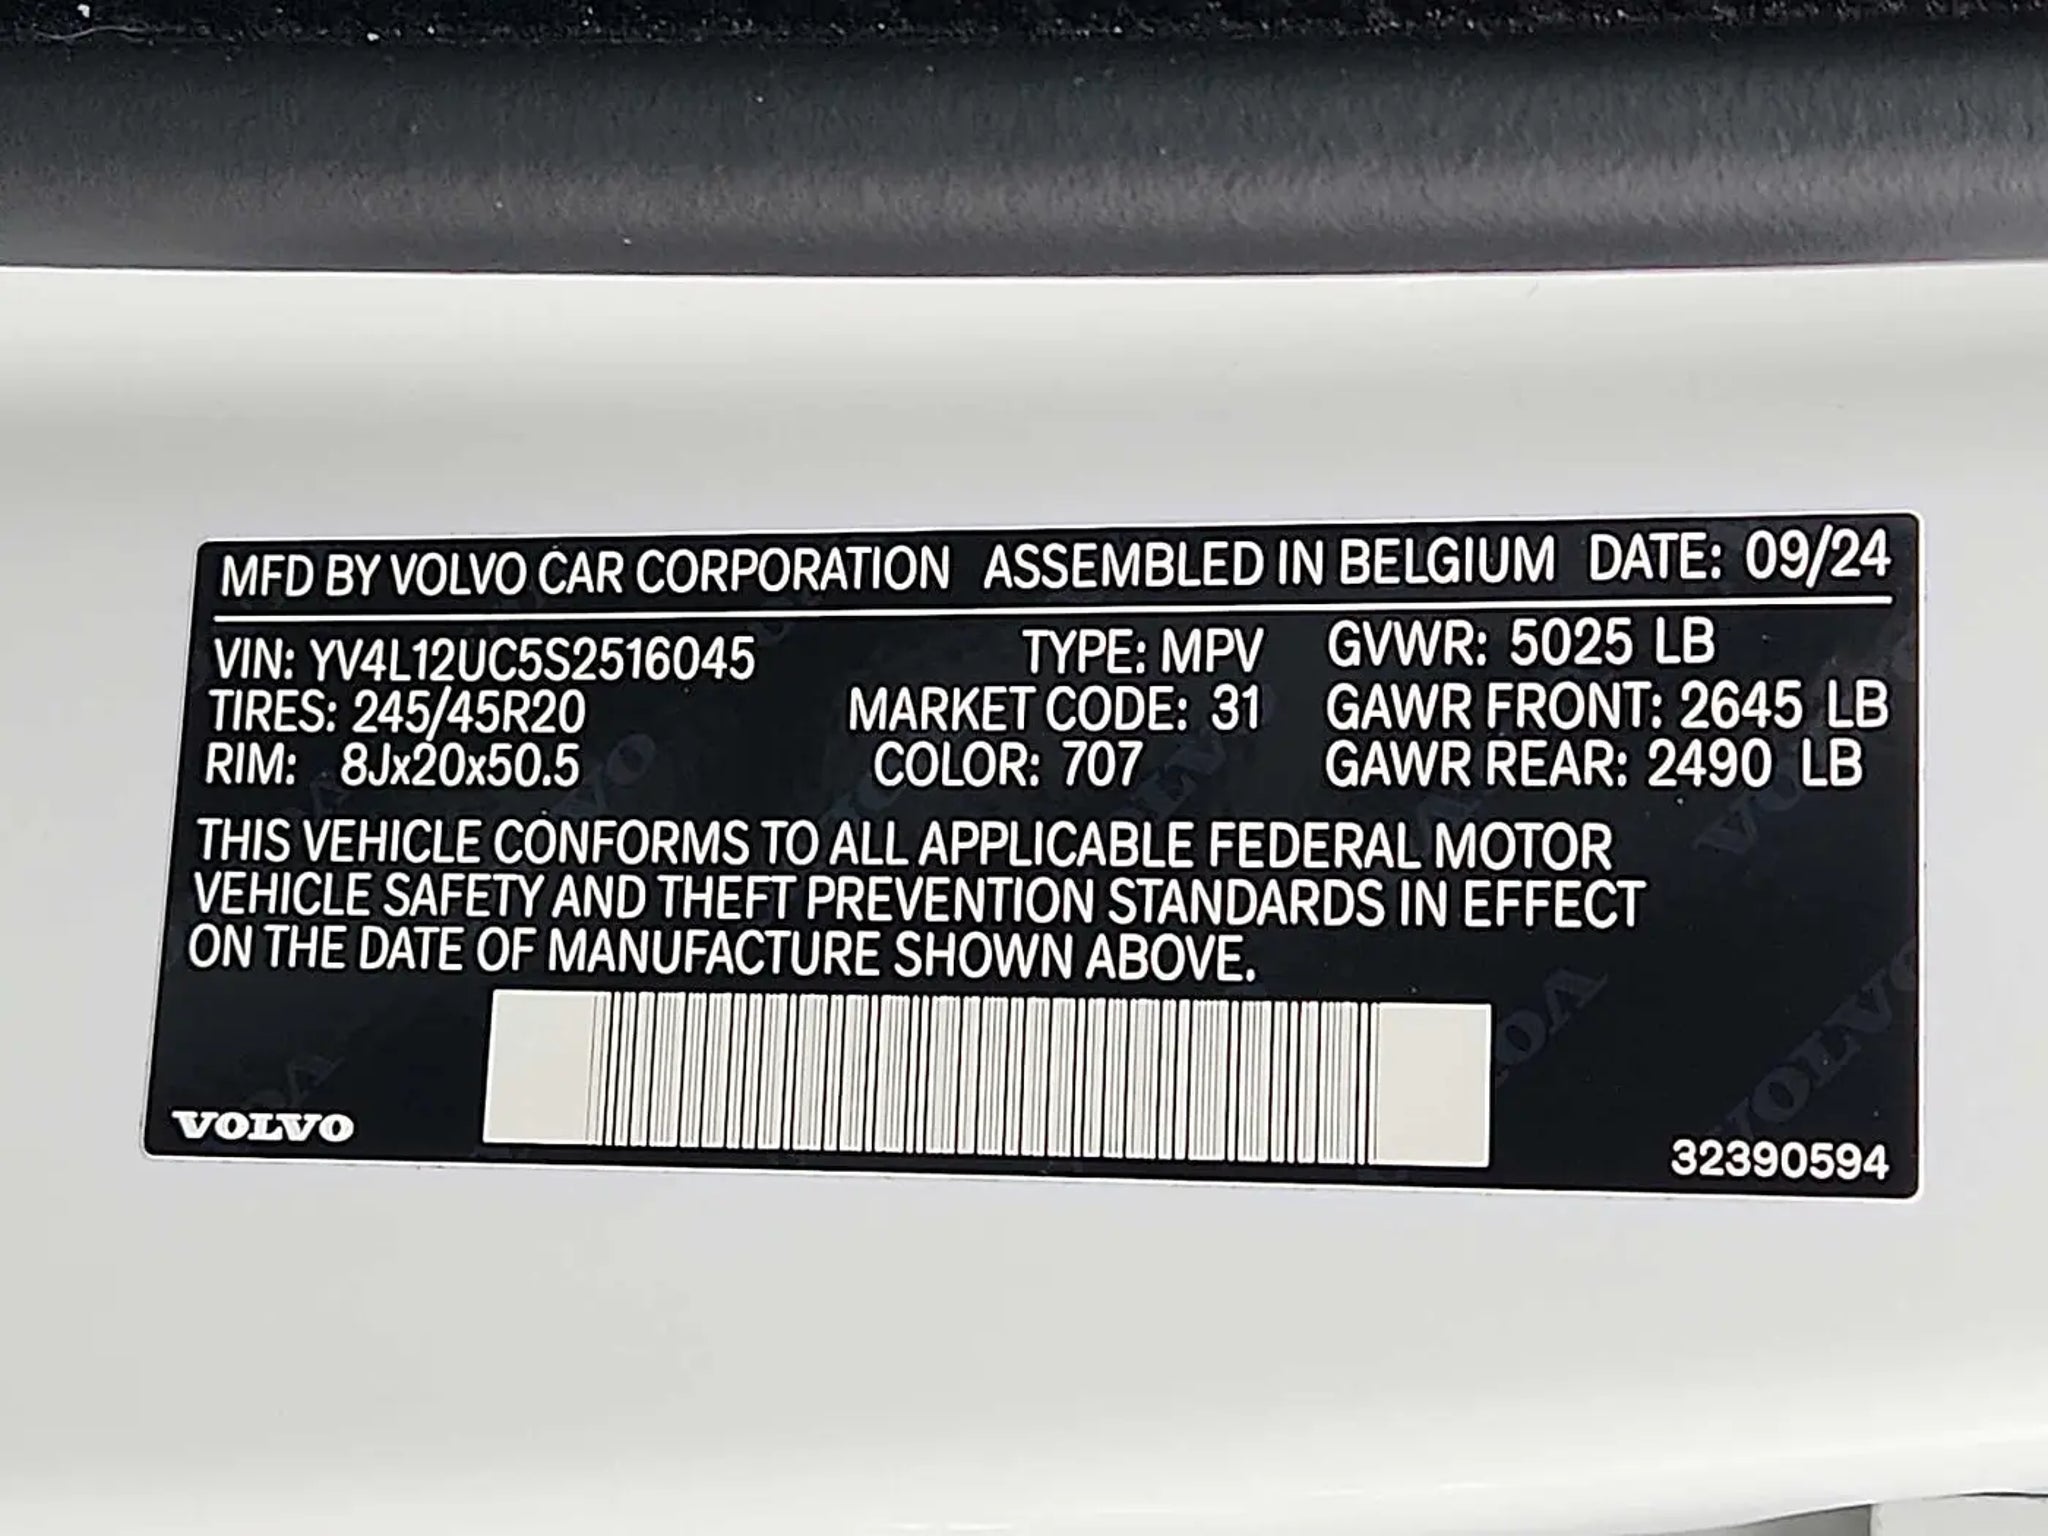 MFD BY VOLVO CAR CORPORATION ASSEMBLED IN BELGIUM DATE: 09/24
VIN: YV4L12UC5S2516045 TYPE: MPV GVWR: 5025 LB
TIRES: 245/45R20 MARKET CODE: 31 GAWR FRONT: 2645 LB
RIM: 8Jx20x50.5 COLOR: 707 GAWR REAR: 2490 LB
THIS VEHICLE CONFORMS TO ALL APPLICABLE FEDERAL MOTOR
VEHICLE SAFETY AND THEFT PREVENTION STANDARDS IN EFFECT
ON THE DATE OF MANUFACTURE SHOWN ABOVE.
VOLVO 32390594